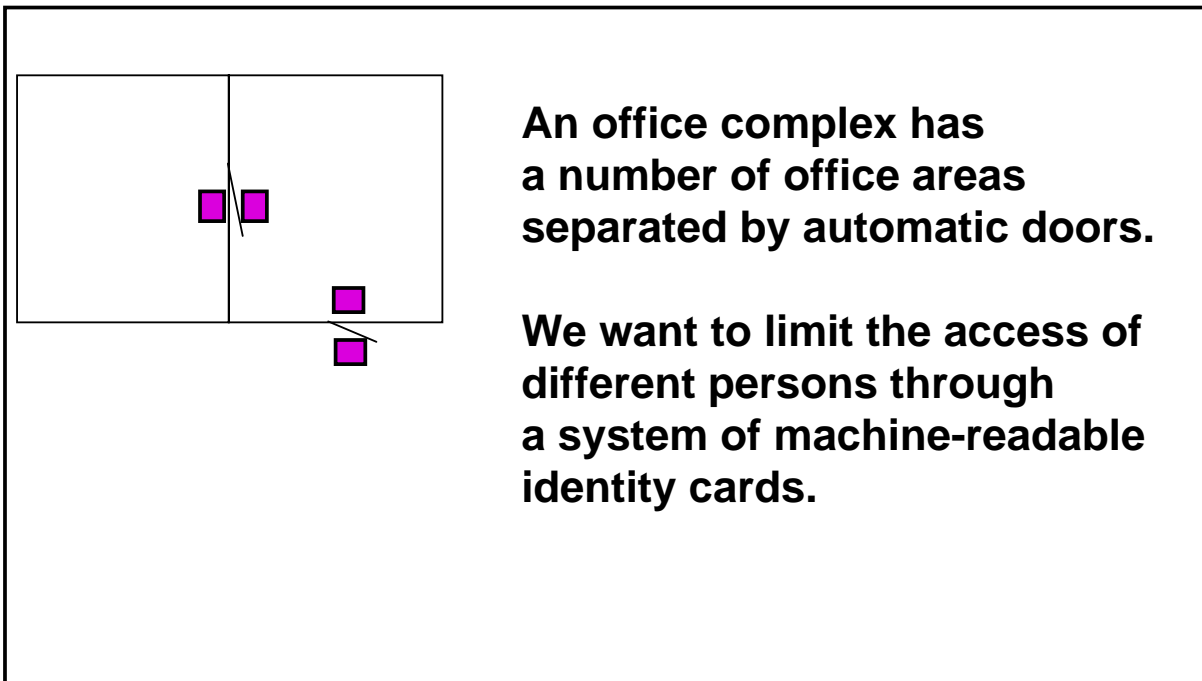 An office complex has
a number of office areas
separated by automatic doors.
We want to limit the access of
different persons through
a system of machine-readable
identity cards.